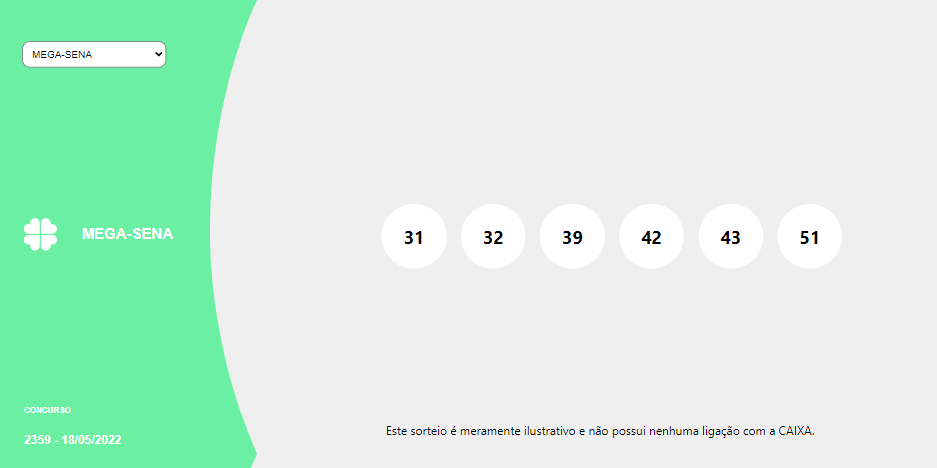 MEGA-SENA
MEGA-SENA
31 32 39 42 43 51
CONCURSO
2359 - 18/05/2022
Este sorteio é meramente ilustrativo e não possui nenhuma ligação com a CAIXA.